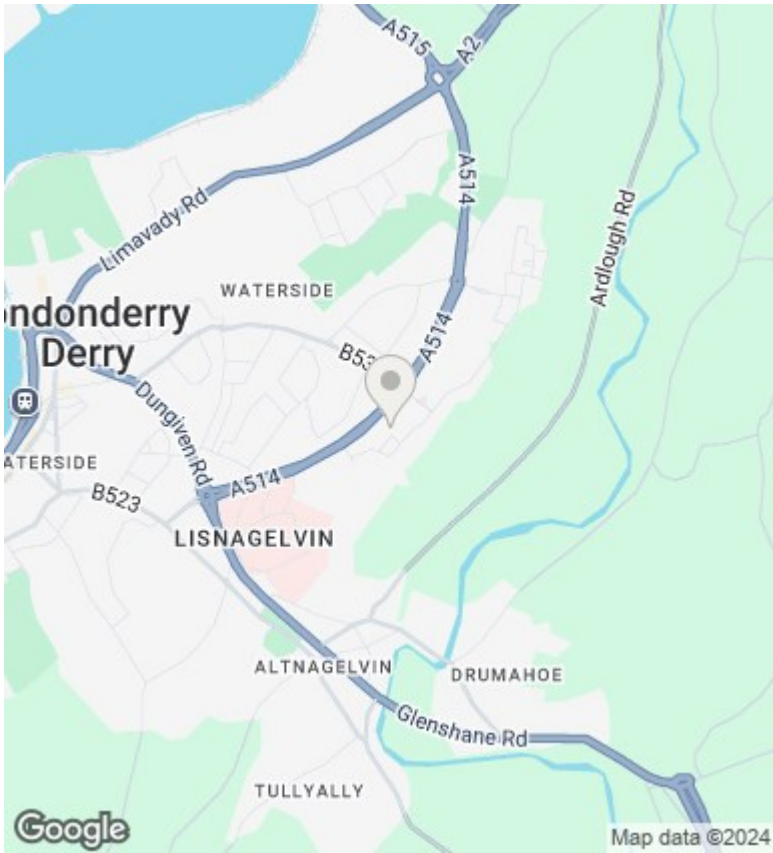 A515
A2
A514
Limavady Rd
Ardlough Rd
WATERSIDE
ondonderry
Derry
B53
A514
Dungiven Rd
ATERSIDE
A514
B523
LISNAGELVIN
ALTNAGELVIN
DRUMAHOE
Glenshane Rd
TULLYALLY
Google
Map data ©2024